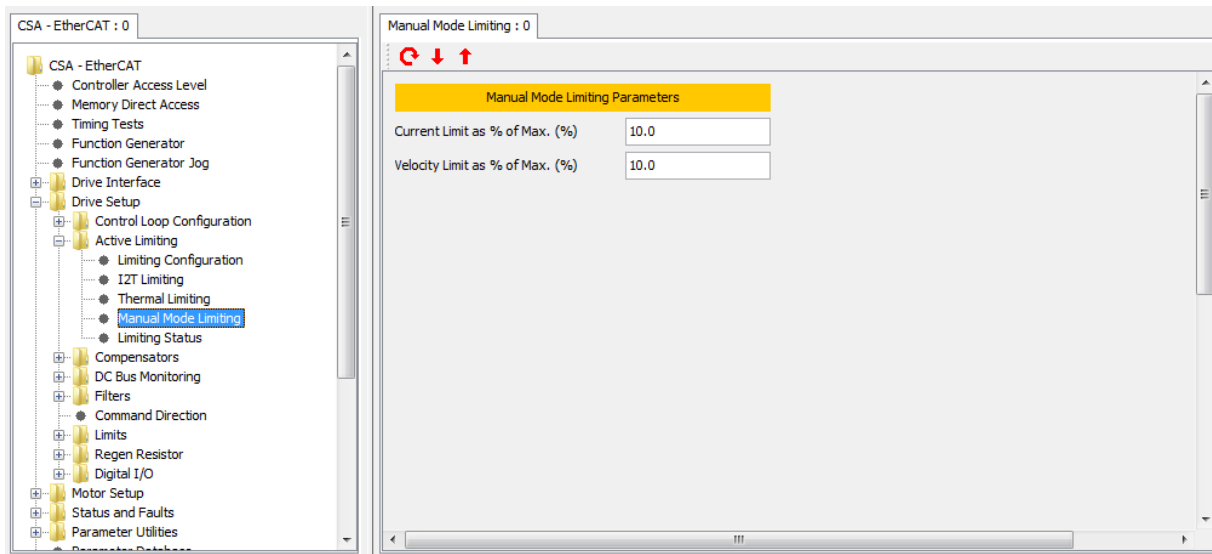 CSA - EtherCAT : 0
CSA - EtherCAT
Controller Access Level
Memory Direct Access
Timing Tests
Function Generator
Function Generator Jog
Drive Interface
Drive Setup
Control Loop Configuration
Active Limiting
Limiting Configuration
I2T Limiting
Thermal Limiting
Manual Mode Limiting
Limiting Status
Compensators
DC Bus Monitoring
Filters
Command Direction
Limits
Regen Resistor
Digital I/O
Motor Setup
Status and Faults
Parameter Utilities
Parameter Database
Manual Mode Limiting : 0
Manual Mode Limiting Parameters
Current Limit as % of Max. (%) 10.0
Velocity Limit as % of Max. (%) 10.0